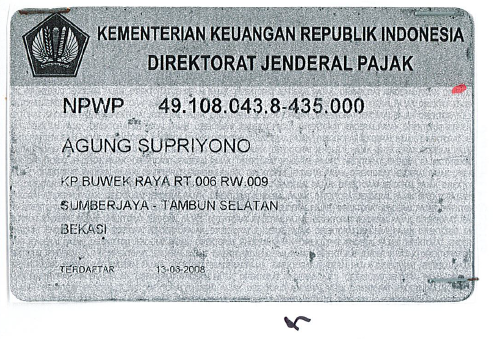 KEMENTERIAN KEUANGAN REPUBLIK INDONESIA
DIREKTORAT JENDERAL PAJAK
NPWP 49.108.043.8-435.000
AGUNG SUPRIYONO
KP.BUWEK RAYA RT.006 RW.009
SUMBERJAYA - TAMBUN SELATAN
BEKASI
TERDAFTAR 13-08-2008